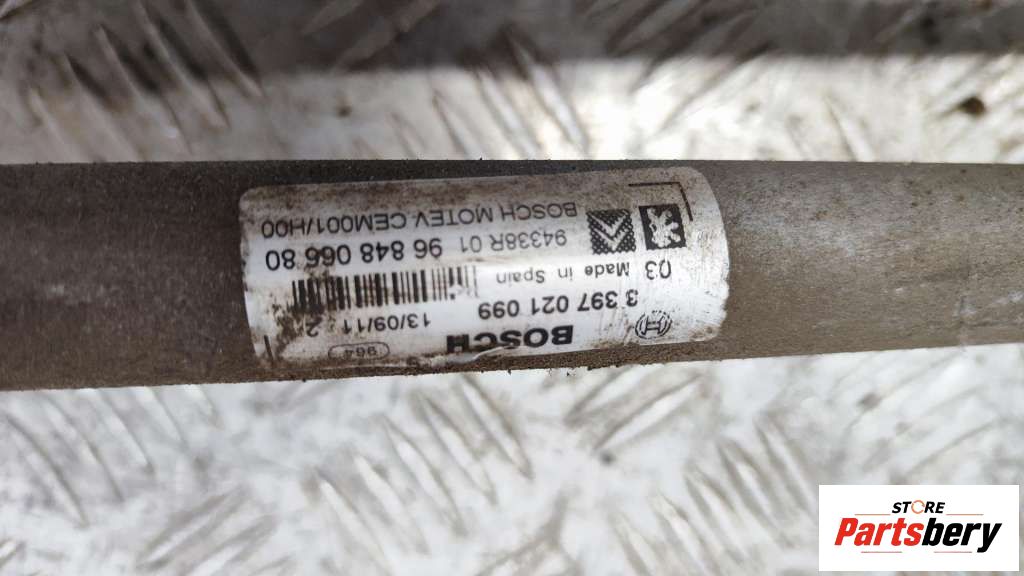 BOSCH
964
3 397 021 099
13/09/11 2
03 Made in Spain
94338R 01 96 848 066 80
BOSCH MOTEV CEM001/H00
STORE
Partsbery